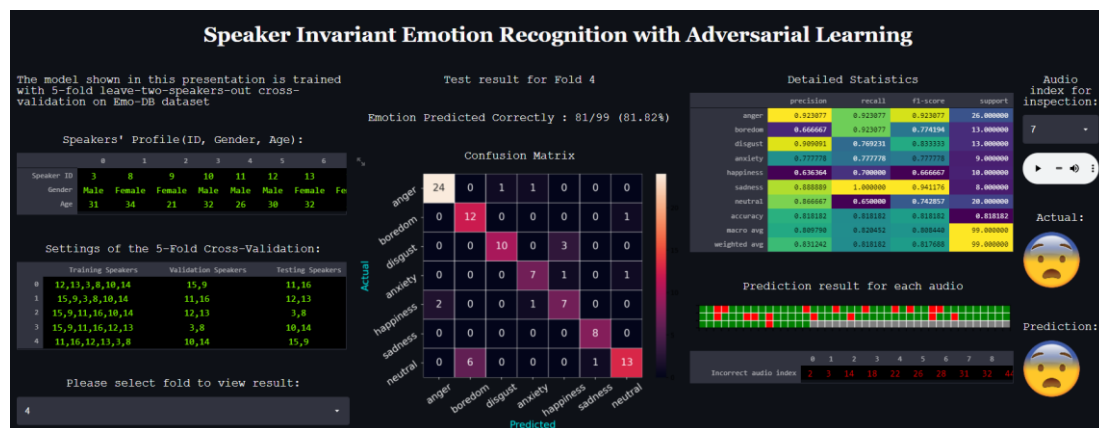 Speaker Invariant Emotion Recognition with Adversarial Learning
The model shown in this presentation is trained
with 5-fold leave-two-speakers-out cross-
validation on Emo-DB dataset
Speakers' Profile(ID, Gender, Age):
0 1 2 3 4 5 6
Speaker ID 3 8 9 10 11 12 13
Gender Male Female Female Male Male Male Female Fe
Age 31 34 21 32 26 30 32
Settings of the 5-Fold Cross-Validation:
Training Speakers Validation Speakers Testing Speakers
0 12,13,3,8,10,14 15,9 11,16
1 15,9,3,8,10,14 11,16 12,13
2 15,9,11,16,10,14 12,13 3,8
3 15,9,11,16,12,13 3,8 10,14
4 11,16,12,13,3,8 10,14 15,9
Please select fold to view result:
4
Test result for Fold 4
Emotion Predicted Correctly : 81/99 (81.82%)
Confusion Matrix
Actual
anger 24 0 1 1 0 0 0
boredom 0 12 0 0 0 0 1
disgust 0 0 10 0 3 0 0
anxiety 0 0 0 7 1 0 1
happiness 2 0 0 1 7 0 0
sadness 0 0 0 0 0 8 0
neutral 0 6 0 0 0 1 13
anger boredom disgust anxiety happiness sadness neutral
Predicted
Detailed Statistics
precision recall f1-score support
anger 0.923077 0.923077 0.923077 26.000000
boredom 0.666667 0.923077 0.774194 13.000000
disgust 0.909091 0.769231 0.833333 13.000000
anxiety 0.777778 0.777778 0.777778 9.000000
happiness 0.636364 0.700000 0.666667 10.000000
sadness 0.888889 1.000000 0.941176 8.000000
neutral 0.866667 0.650000 0.742857 20.000000
accuracy 0.818182 0.818182 0.818182 0.818182
macro avg 0.809790 0.820452 0.808440 99.000000
weighted avg 0.831242 0.818182 0.817688 99.000000
Prediction result for each audio
0 1 2 3 4 5 6 7 8
Incorrect audio index 2 3 14 18 22 26 28 31 32
Audio
index for
inspection:
7
Actual:
Prediction: